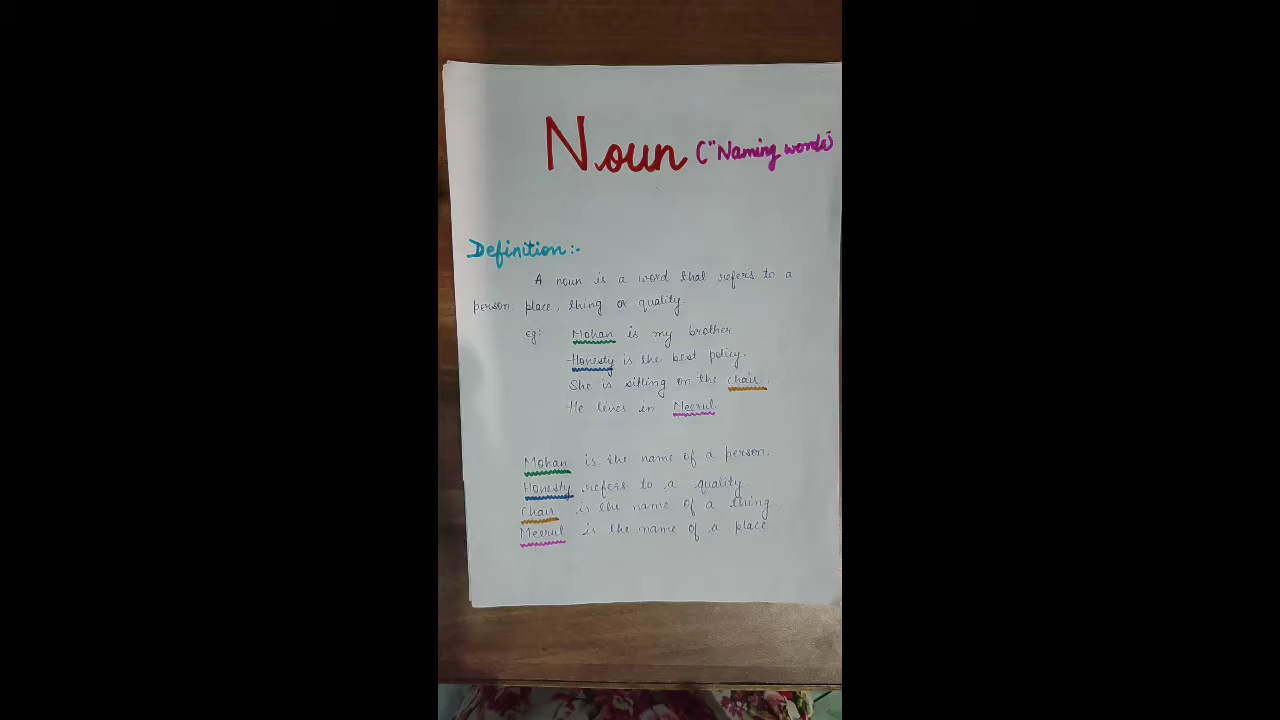 Noun ("Naming words")
Definition:-
A noun is a word that refers to a
person, place, thing or quality.
eg: Mohan is my brother
Honesty is the best policy.
She is sitting on the chair.
He lives in Meerut.
Mohan is the name of a person.
Honesty refers to a quality.
Chair is the name of a thing.
Meerut is the name of a place